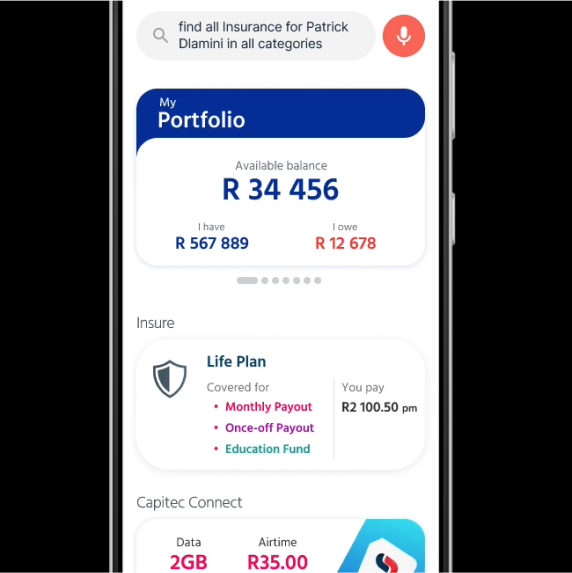 find all Insurance for Patrick
Dlamini in all categories
My
Portfolio
Available balance
R 34 456
I have
I owe
R 567 889
R 12 678
Insure
Life Plan
Covered for
You pay
• Monthly Payout
R2 100.50 pm
• Once-off Payout
• Education Fund
Capitec Connect
Data
Airtime
2GB
R35.00